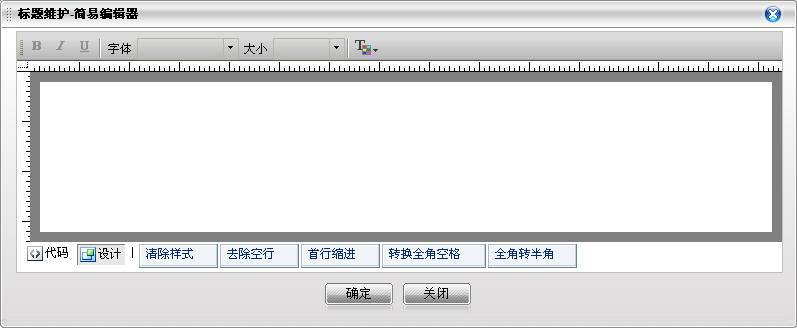 标题维护-简易编辑器
B I U 字体 大小 T
代码 设计 清除样式 去除空行 首行缩进 转换全角空格 全角转半角
确定 关闭